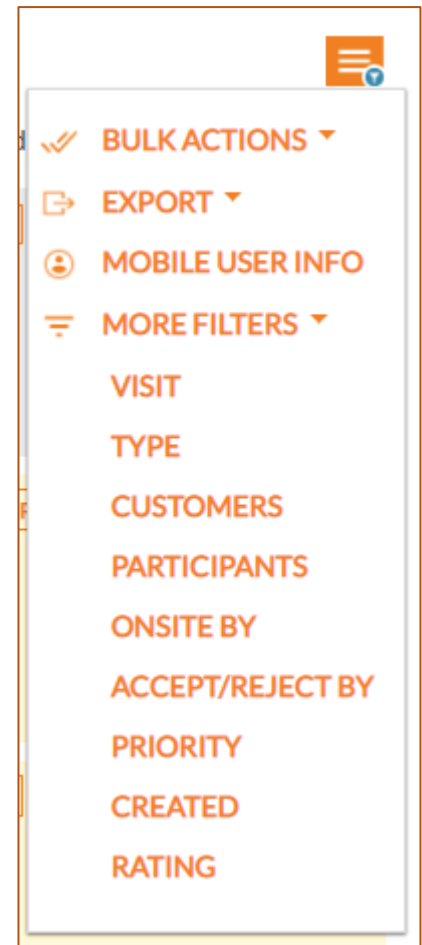 BULK ACTIONS
EXPORT
MOBILE USER INFO
MORE FILTERS
VISIT
TYPE
CUSTOMERS
PARTICIPANTS
ONSITE BY
ACCEPT/REJECT BY
PRIORITY
CREATED
RATING